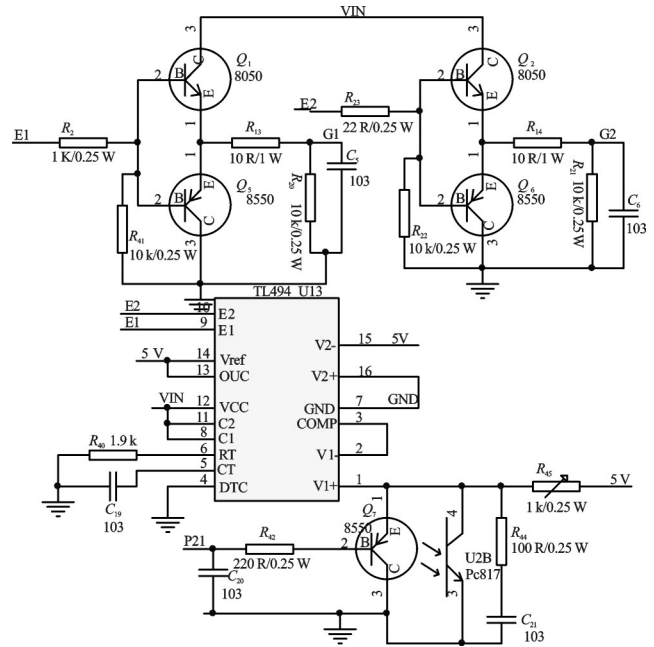 VIN
3
3
Q1
8050
Q2
8050
2
B
C
E
2
B
C
E
E2
R23
22 R/0.25 W
1
1
E1
R2
1 K/0.25 W
R13
10 R/1 W
G1
R14
10 R/1 W
G2
1
1
C5
103
R20
10 k/0.25 W
R21
10 k/0.25 W
C6
103
2
B
E
C
Q5
8550
2
B
E
C
Q6
8550
3
3
R41
10 k/0.25 W
R22
10 k/0.25 W
TL494 U13
E2
10
E2
E1
9
E1
V2-
15
5V
5 V
14
Vref
13
OUC
V2+
16
VIN
12
VCC
GND
7
GND
11
C2
COMP
3
8
C1
R40
1.9 k
6
RT
V1-
2
5
CT
4
DTC
V1+
1
R45
5 V
1 k/0.25 W
C19
103
1
Q7
8550
4
P21
R42
220 R/0.25 W
2
B
E
C
U2B
Pc817
R44
100 R/0.25 W
C20
103
3
3
C21
103